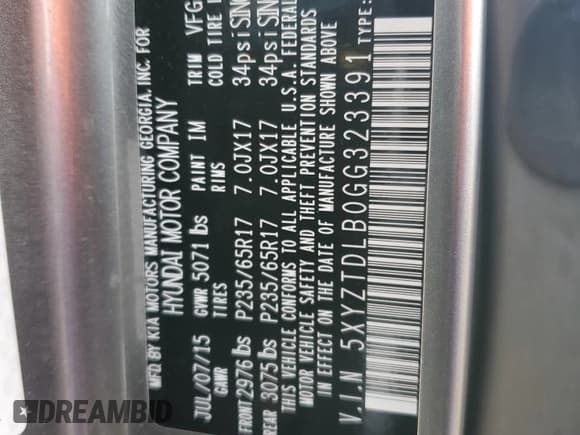 MFD BY KIA MOTORS MANUFACTURING GEORGIA, INC. FOR
HYUNDAI MOTOR COMPANY
JUL/07/15 GVWR 5071 lbs PAINT IM TRIM VFG
GAWR TIRES RIMS COLD TIRE
FRONT 2976 lbs P235/65R17 7.0JX17 34psi SING
REAR 3075 lbs P235/65R17 7.0JX17 34psi SING
THIS VEHICLE CONFORMS TO ALL APPLICABLE U.S.A. FEDERAL
MOTOR VEHICLE SAFETY AND THEFT PREVENTION STANDARDS
IN EFFECT ON THE DATE OF MANUFACTURE SHOWN ABOVE
V.I.N 5XYZTDLB0GG323391 TYPE:
DREAMBID